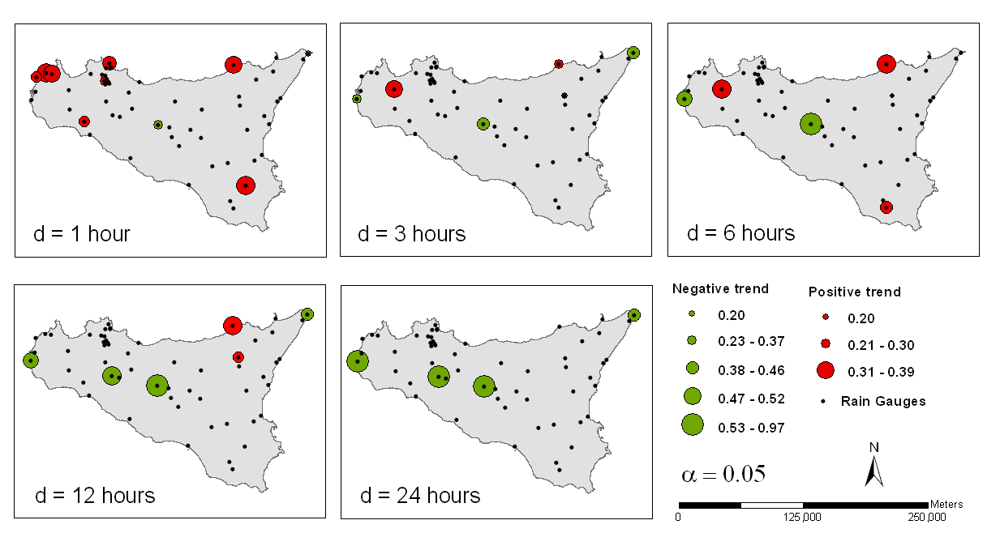 d = 1 hour
d = 3 hours
d = 6 hours
d = 12 hours
d = 24 hours
Negative trend
0.20
0.23 - 0.37
0.38 - 0.46
0.47 - 0.52
0.53 - 0.97
Positive trend
0.20
0.21 - 0.30
0.31 - 0.39
Rain Gauges
α = 0.05
N
Meters
0 125,000 250,000